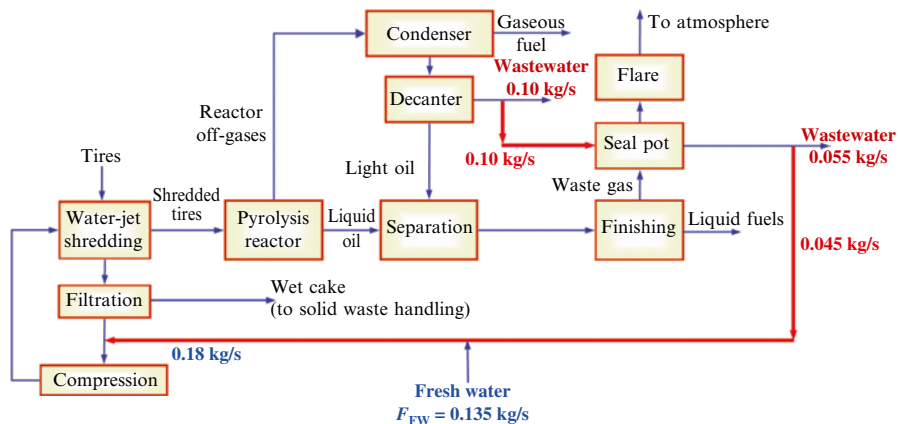 To atmosphere
Condenser
Gaseous
fuel
Wastewater
0.10 kg/s
Flare
Decanter
Reactor
off-gases
0.10 kg/s
Seal pot
Wastewater
0.055 kg/s
Tires
Light oil
Waste gas
Shredded
tires
Water-jet
shredding
Pyrolysis
reactor
Liquid
oil
Separation
Finishing
Liquid fuels
0.045 kg/s
Filtration
Wet cake
(to solid waste handling)
0.18 kg/s
Compression
Fresh water
F_FW = 0.135 kg/s